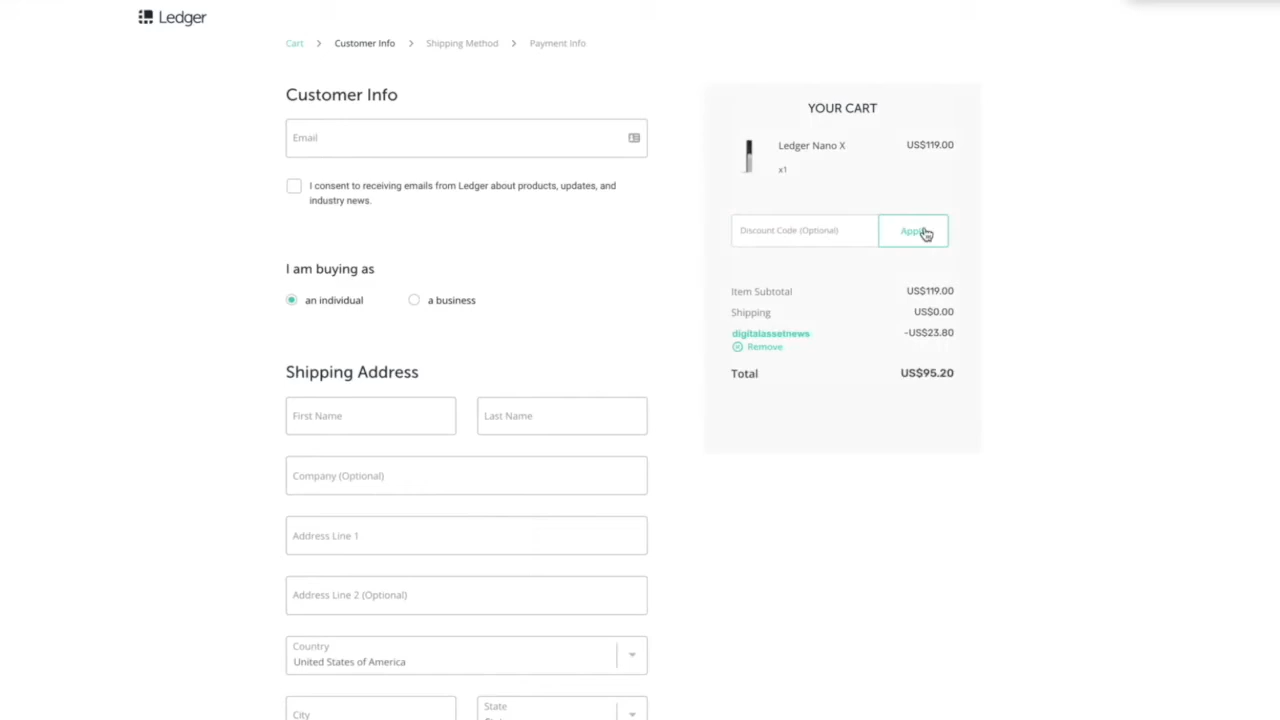 Ledger
Cart > Customer Info > Shipping Method > Payment Info
Customer Info
Email
I consent to receiving emails from Ledger about products, updates, and
industry news.
I am buying as
an individual
a business
Shipping Address
First Name
Last Name
Company (Optional)
Address Line 1
Address Line 2 (Optional)
Country
United States of America
City
State
YOUR CART
Ledger Nano X US$119.00
x1
Discount Code (Optional)
Item Subtotal US$119.00
Shipping US$0.00
digitalassetnews -US$23.80
Remove
Total US$95.20